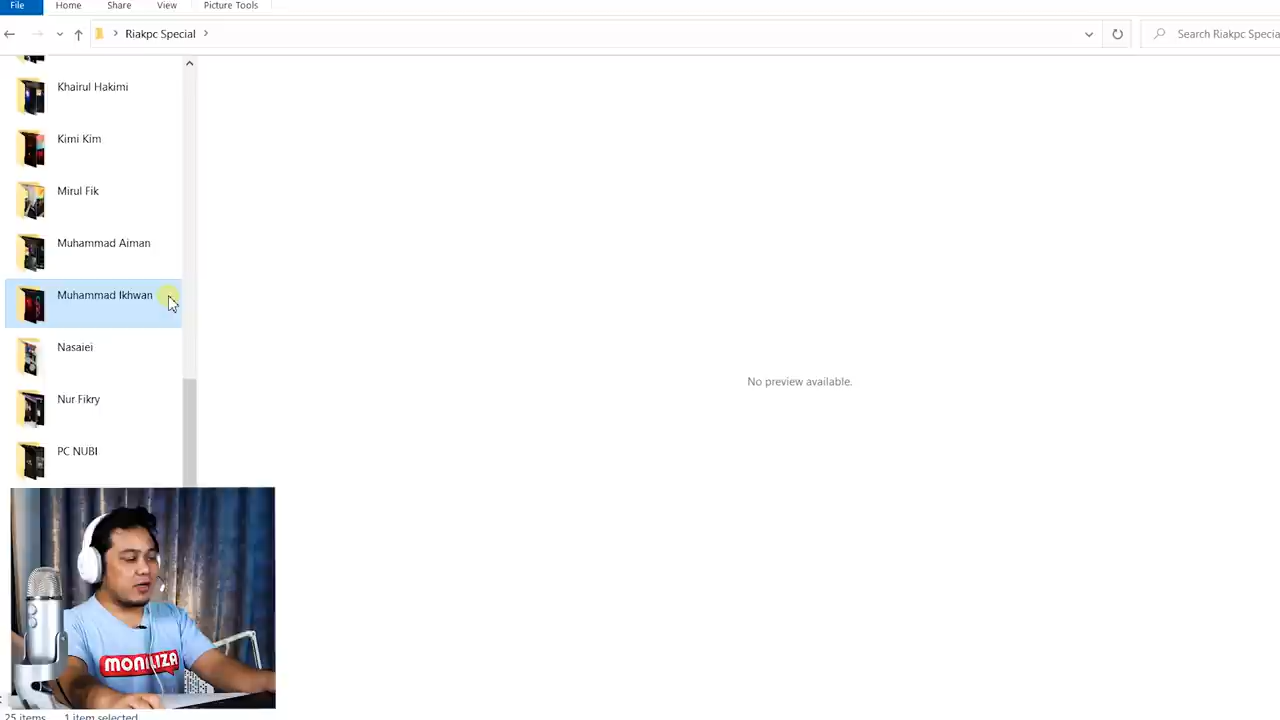 File Home Share View Picture Tools
Riakpc Special Search Riakpc Specia
Khairul Hakimi
Kimi Kim
Mirul Fik
Muhammad Aiman
Muhammad Ikhwan
Nasaiei
No preview available.
Nur Fikry
PC NUBI
MONALIZA
25 items 1 item selected